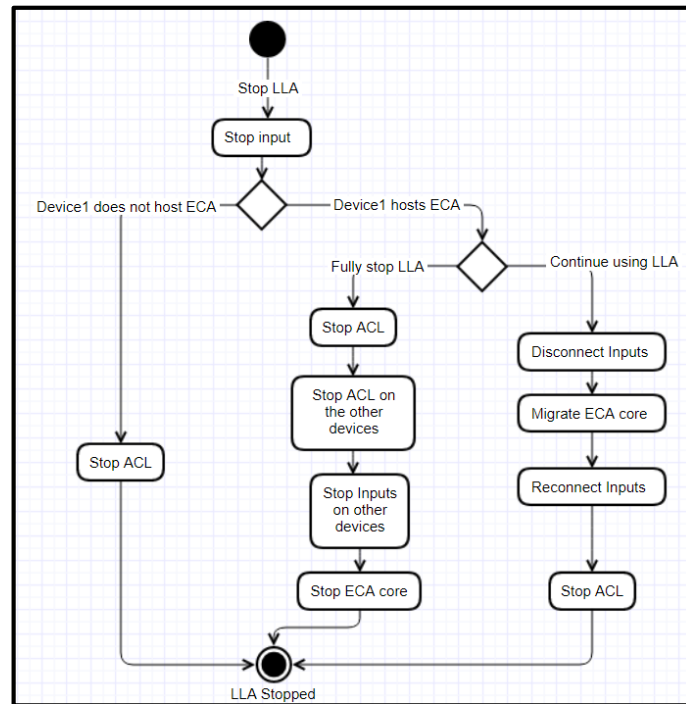 Stop LLA
Stop input
Device1 does not host ECA
Device1 hosts ECA
Fully stop LLA
Continue using LLA
Stop ACL
Disconnect Inputs
Stop ACL on
the other
devices
Migrate ECA core
Stop ACL
Reconnect Inputs
Stop Inputs
on other
devices
Stop ECA core
Stop ACL
LLA Stopped